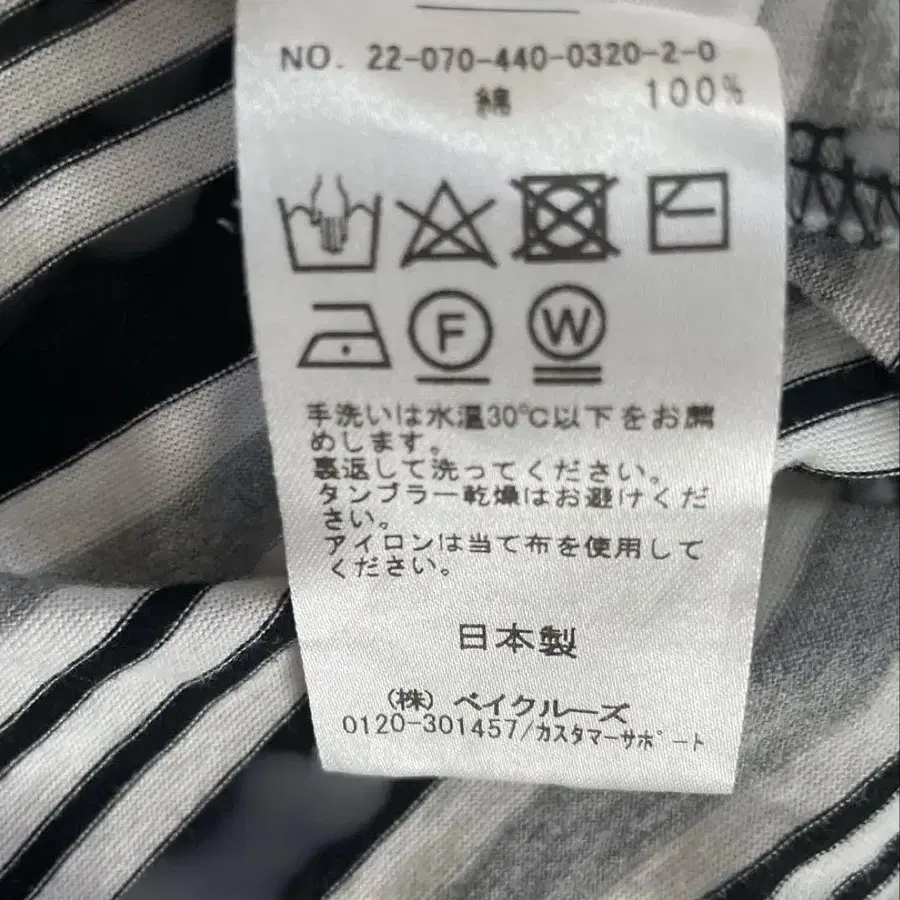 NO. 22-070-440-0320-2-0
綿 100%
F W
手洗いは水温30℃以下をお薦
めします。
裏返して洗ってください。
タンブラー乾燥はお避けくだ
さい。
アイロンは当て布を使用して
ください。
日本製
(株) ベイクルーズ
0120-301457/カスタマーサポート